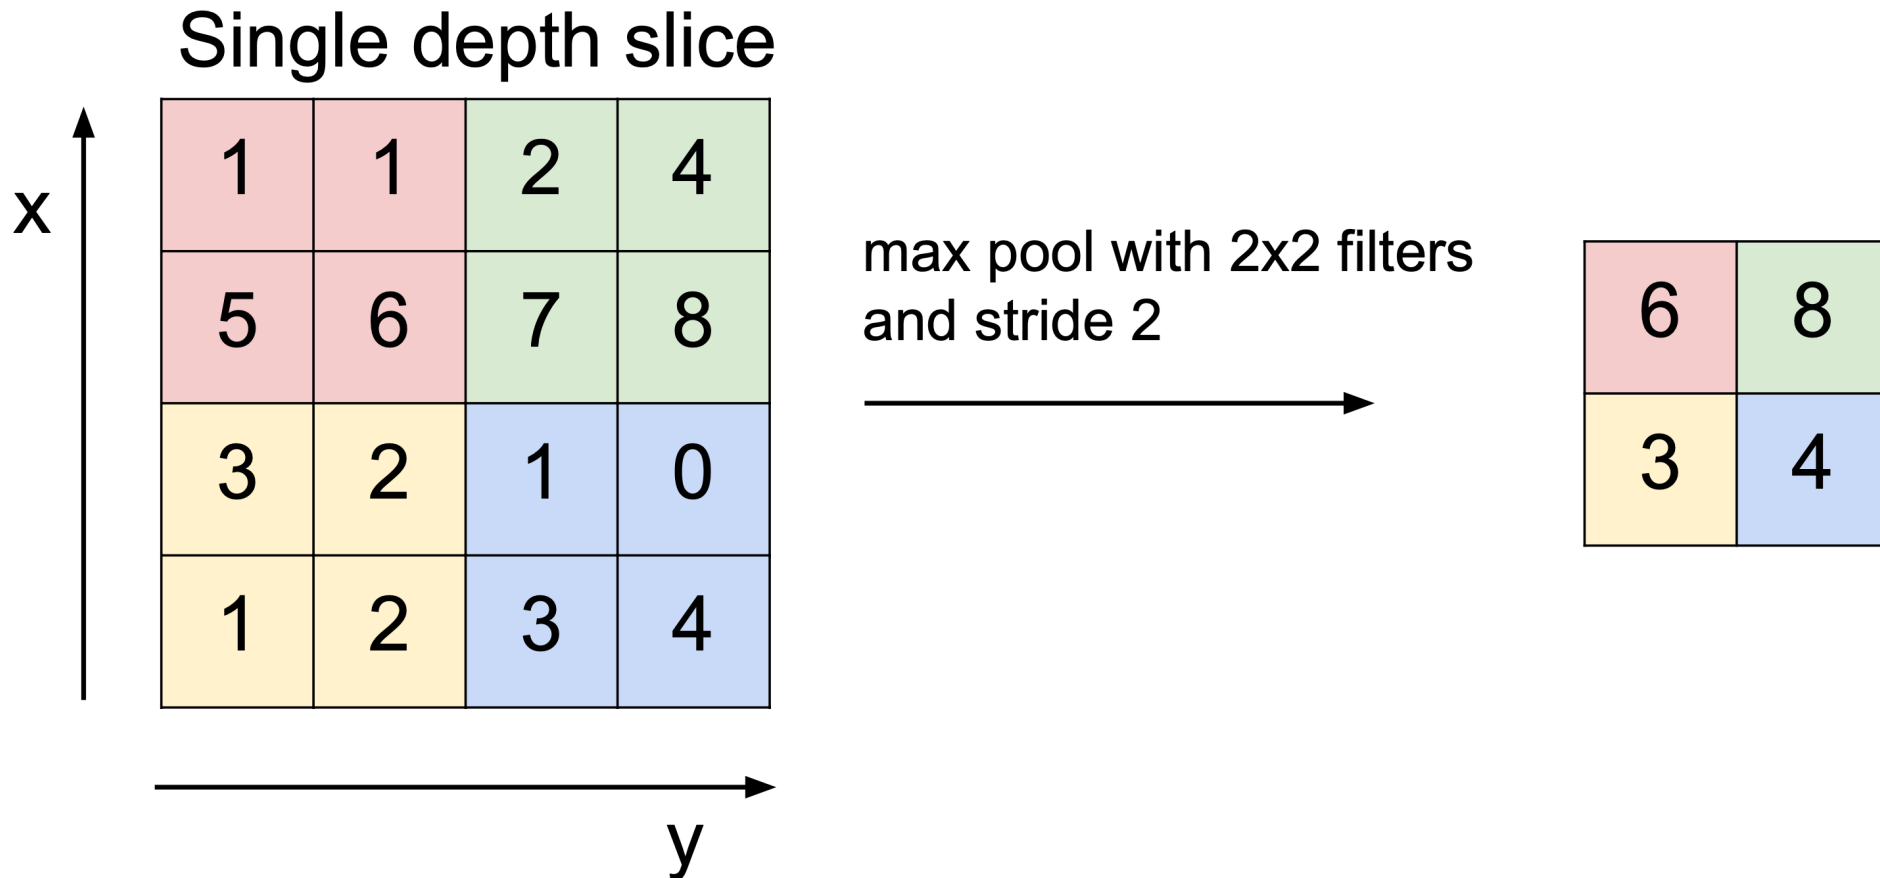 Single depth slice
x
1 1 2 4
5 6 7 8
3 2 1 0
1 2 3 4
y
max pool with 2x2 filters
and stride 2
6 8
3 4